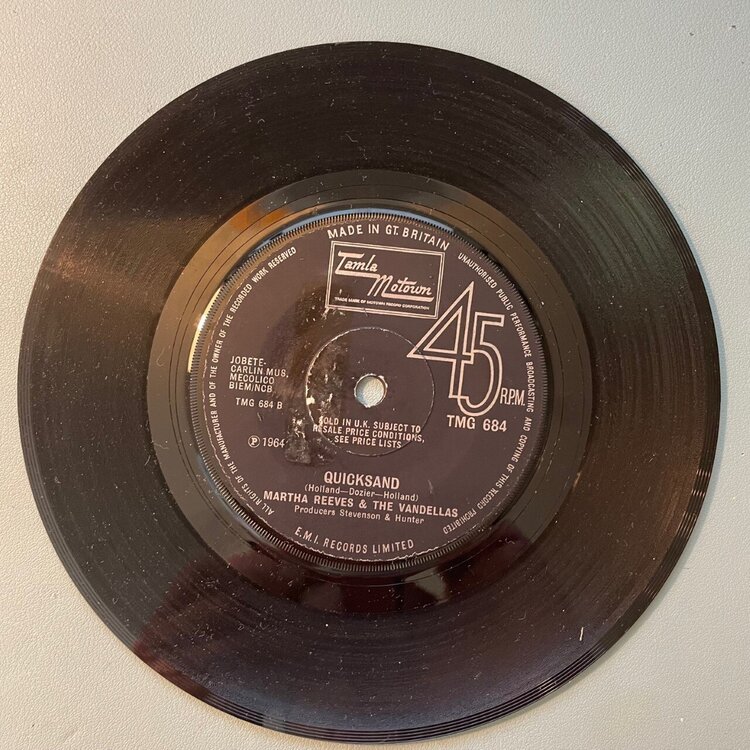 MADE IN GT. BRITAIN
UNAUTHORISED PUBLIC PERFORMANCE BROADCASTING AND COPYING OF THIS RECORD PROHIBITED
ALL RIGHTS OF THE MANUFACTURER AND OF THE OWNER OF THE RECORDED WORK RESERVED
Tamla
Motown
TRADE MARK OF MOTOWN RECORD CORPORATION
45
R.P.M.
TMG 684
JOBETE-
CARLIN MUS.
MECOLICO
BIEM/NCB
TMG 684 B
℗ 1964
SOLD IN U.K. SUBJECT TO
RESALE PRICE CONDITIONS,
SEE PRICE LISTS
QUICKSAND
(Holland—Dozier—Holland)
MARTHA REEVES & THE VANDELLAS
Producers Stevenson & Hunter
E.M.I. RECORDS LIMITED